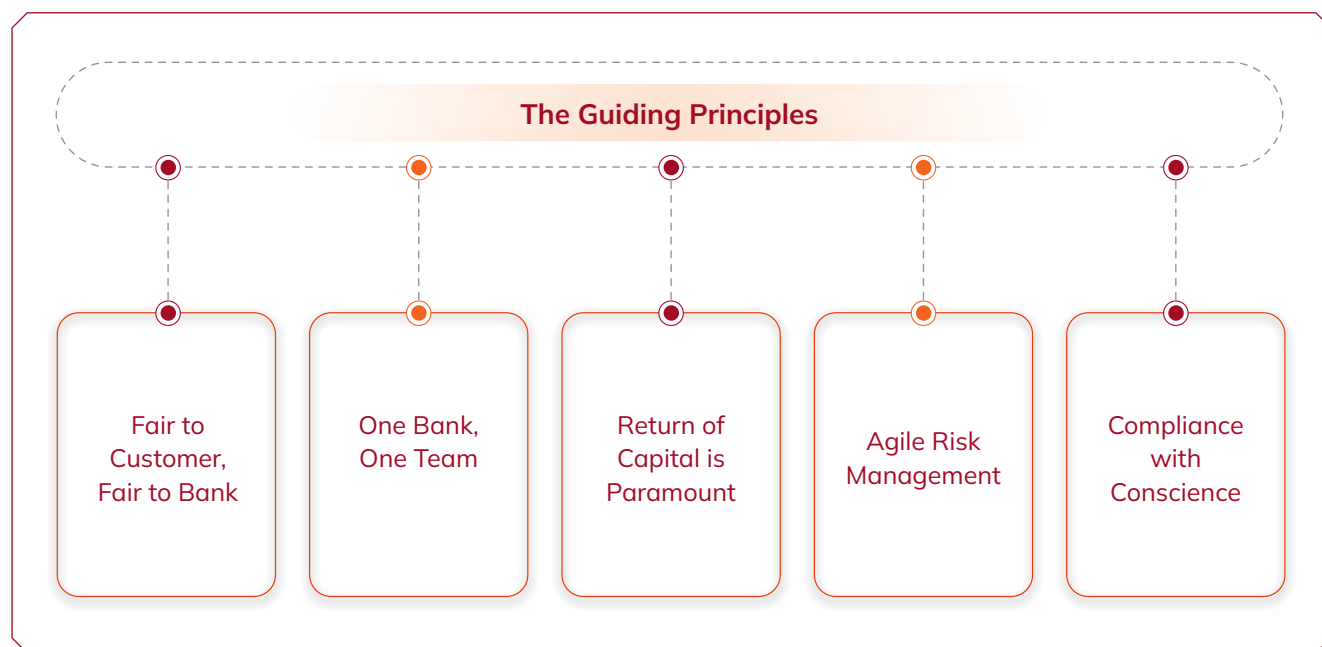 The Guiding Principles
Fair to
Customer,
Fair to Bank
One Bank,
One Team
Return of
Capital is
Paramount
Agile Risk
Management
Compliance
with
Conscience